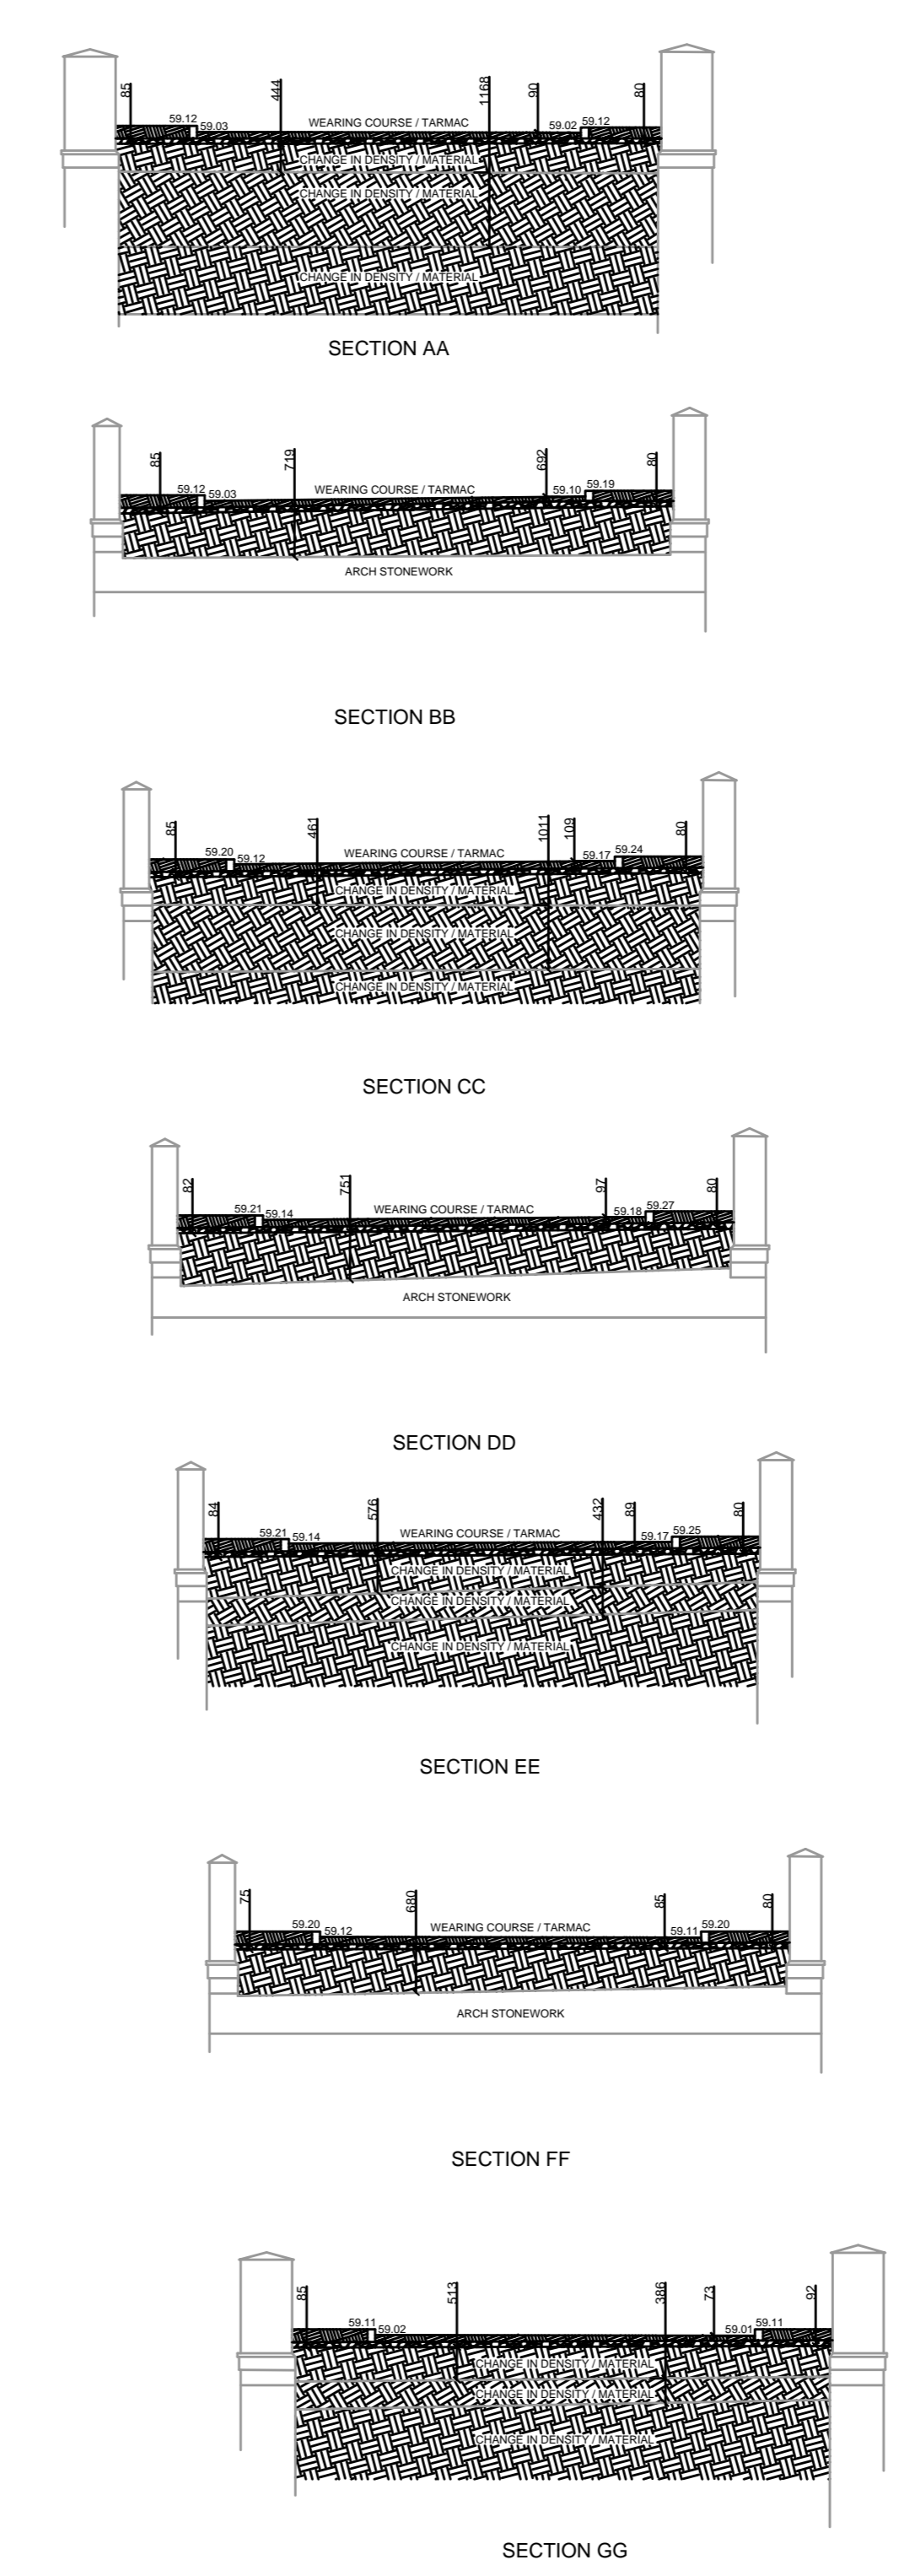 85
444
1168
90
80
59.12
59.03
WEARING COURSE / TARMAC
59.02
59.12
CHANGE IN DENSITY / MATERIAL
CHANGE IN DENSITY / MATERIAL
CHANGE IN DENSITY / MATERIAL
SECTION AA
85
719
692
80
59.12
59.03
WEARING COURSE / TARMAC
59.10
59.19
ARCH STONEWORK
SECTION BB
85
461
1011
109
80
59.20
59.12
WEARING COURSE / TARMAC
59.17
59.24
CHANGE IN DENSITY / MATERIAL
CHANGE IN DENSITY / MATERIAL
CHANGE IN DENSITY / MATERIAL
SECTION CC
82
751
97
80
59.21
59.14
WEARING COURSE / TARMAC
59.18
59.27
ARCH STONEWORK
SECTION DD
84
576
432
89
80
59.21
59.14
WEARING COURSE / TARMAC
59.17
59.25
CHANGE IN DENSITY / MATERIAL
CHANGE IN DENSITY / MATERIAL
CHANGE IN DENSITY / MATERIAL
SECTION EE
75
680
85
80
59.20
59.12
WEARING COURSE / TARMAC
59.11
59.20
ARCH STONEWORK
SECTION FF
85
513
386
73
92
59.11
59.02
59.01
59.11
CHANGE IN DENSITY / MATERIAL
CHANGE IN DENSITY / MATERIAL
CHANGE IN DENSITY / MATERIAL
SECTION GG